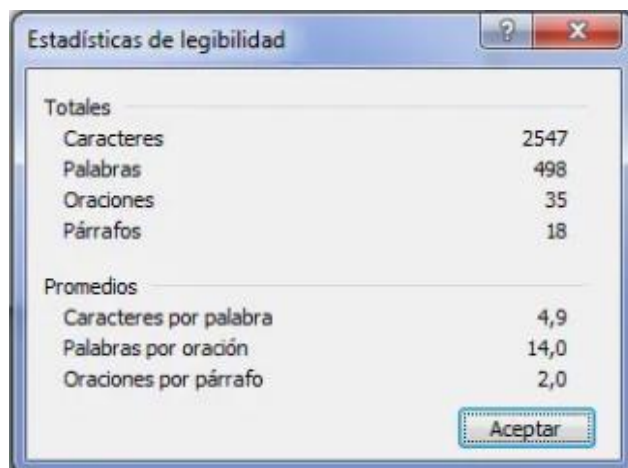 Estadísticas de legibilidad
Totales
Caracteres 2547
Palabras 498
Oraciones 35
Párrafos 18
Promedios
Caracteres por palabra 4,9
Palabras por oración 14,0
Oraciones por párrafo 2,0
Aceptar